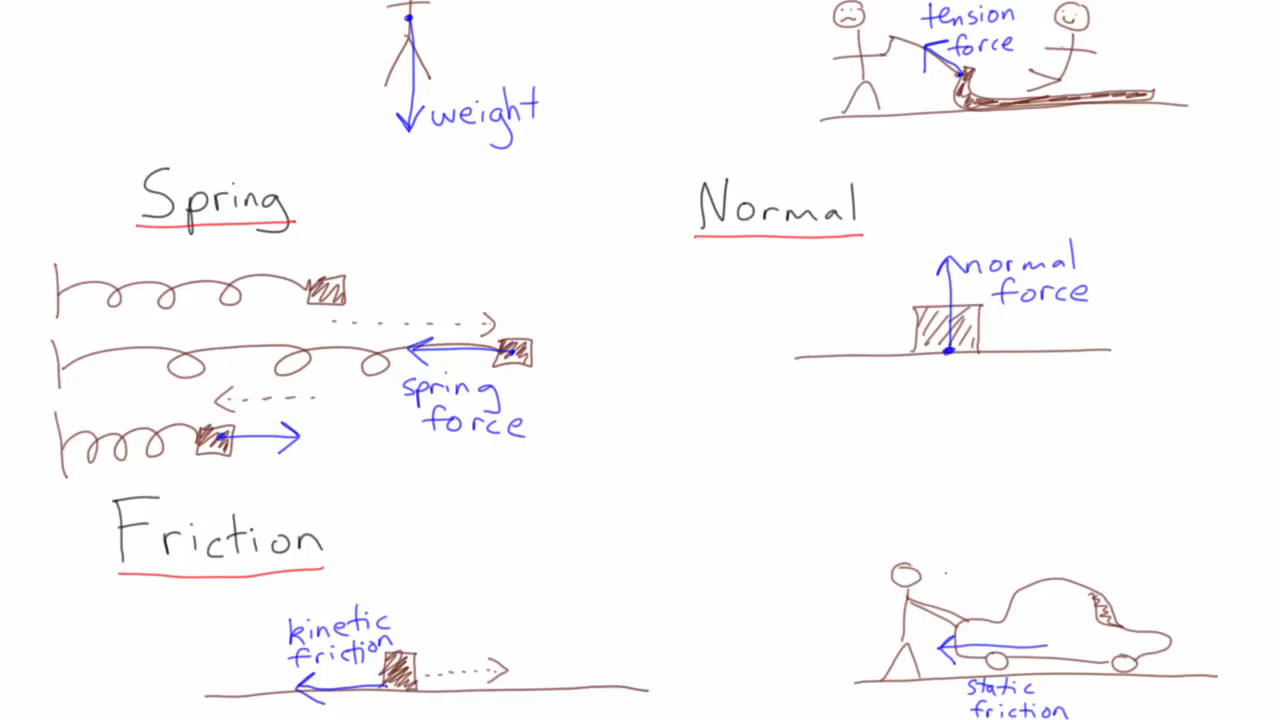 tension
force
weight
Spring
Normal
normal
force
spring
force
Friction
kinetic
friction
static
friction